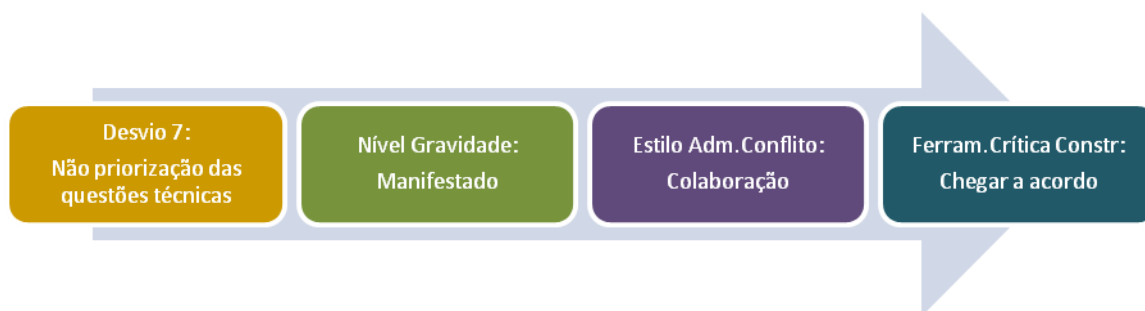 Desvio 7:
Não priorização das
questões técnicas
Nível Gravidade:
Manifestado
Estilo Adm.Conflito:
Colaboração
Ferram.Crítica Constr:
Chegar a acordo